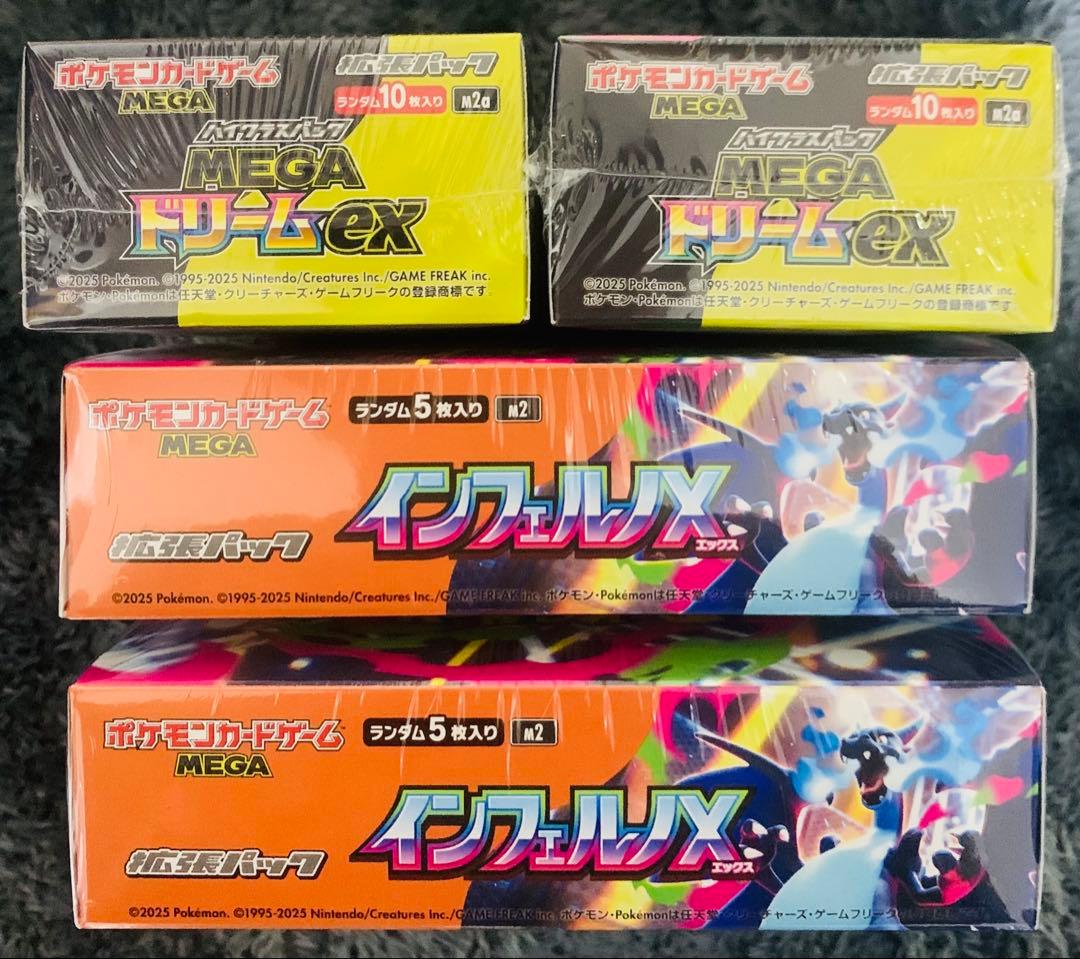 ポケモンカードゲーム
MEGA
拡張パック
ランダム10枚入り M2a
ハイクラスパック
MEGA
ドリームex
©2025 Pokémon. ©1995-2025 Nintendo/Creatures Inc./GAME FREAK inc.
ポケモン・Pokémonは任天堂・クリーチャーズ・ゲームフリークの登録商標です。
ポケモンカードゲーム
MEGA
拡張パック
ランダム10枚入り M2a
ハイクラスパック
MEGA
ドリームex
©2025 Pokémon. ©1995-2025 Nintendo/Creatures Inc./GAME FREAK inc.
ポケモン・Pokémonは任天堂・クリーチャーズ・ゲームフリークの登録商標です
ポケモンカードゲーム
MEGA
ランダム5枚入り M2
インフェルノX
エックス
拡張パック
©2025 Pokémon. ©1995-2025 Nintendo/Creatures Inc./GAME FREAK inc. ポケモン・Pokémonは任天堂・クリーチャーズ・ゲームフリーク
ポケモンカードゲーム
MEGA
ランダム5枚入り M2
インフェルノX
エックス
拡張パック
©2025 Pokémon. ©1995-2025 Nintendo/Creatures Inc./GAME FREAK inc. ポケモン・Pokémonは任天堂・クリーチャーズ・ゲームフリーク